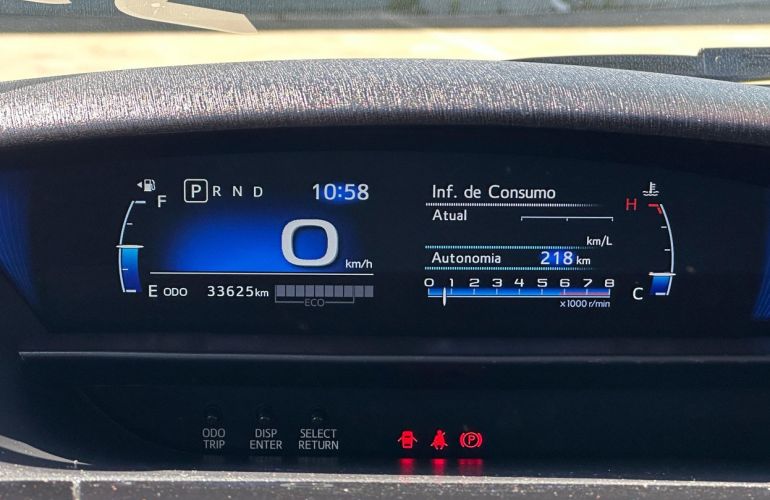 F
P R N D 10:58
0
km/h
E ODO 33625km
ECO
Inf. de Consumo
Atual
km/L
Autonomia 218 km
0 1 2 3 4 5 6 7 8
x1000 r/min
H
C
ODO
TRIP
DISP
ENTER
SELECT
RETURN
P